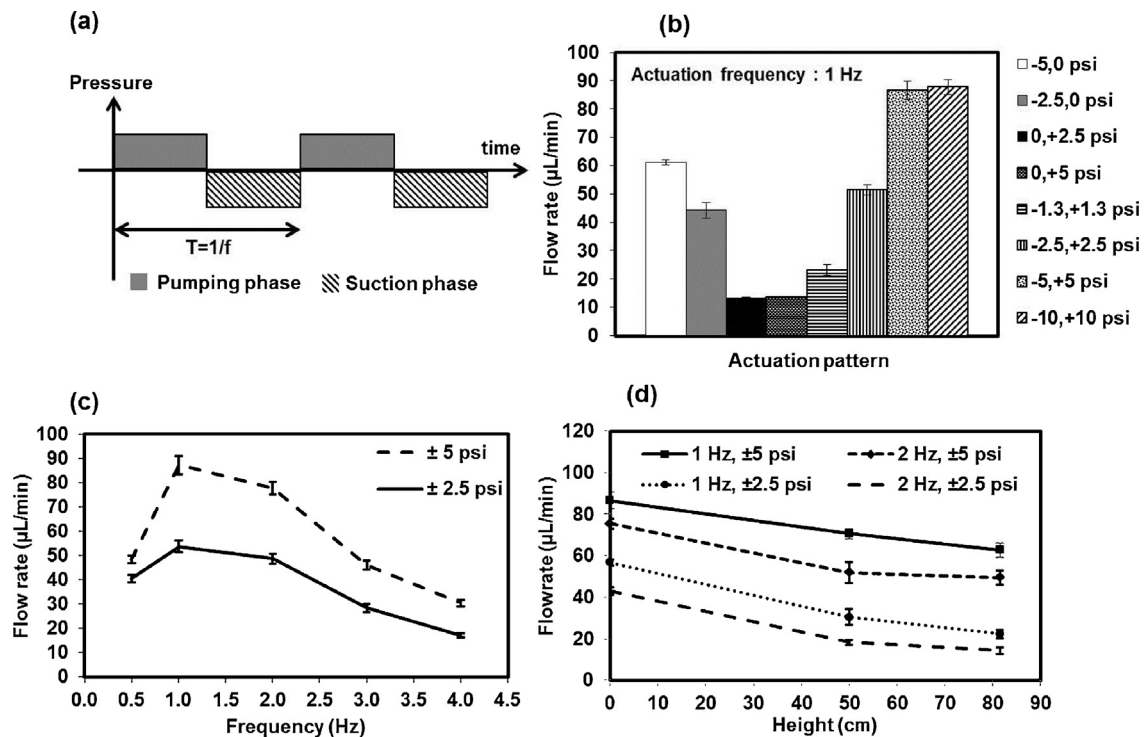 (a)
Pressure
time
T=1/f
Pumping phase
Suction phase
(b)
100
90
80
70
60
50
40
30
20
10
0
Flow rate (µL/min)
Actuation frequency : 1 Hz
Actuation pattern
-5,0 psi
-2.5,0 psi
0,+2.5 psi
0,+5 psi
-1.3,+1.3 psi
-2.5,+2.5 psi
-5,+5 psi
-10,+10 psi
(c)
100
90
80
70
60
50
40
30
20
10
0
Flow rate (µL/min)
± 5 psi
± 2.5 psi
0.0 0.5 1.0 1.5 2.0 2.5 3.0 3.5 4.0 4.5
Frequency (Hz)
(d)
120
100
80
60
40
20
0
Flowrate (µL/min)
1 Hz, ±5 psi
2 Hz, ±5 psi
1 Hz, ±2.5 psi
2 Hz, ±2.5 psi
0 10 20 30 40 50 60 70 80 90
Height (cm)